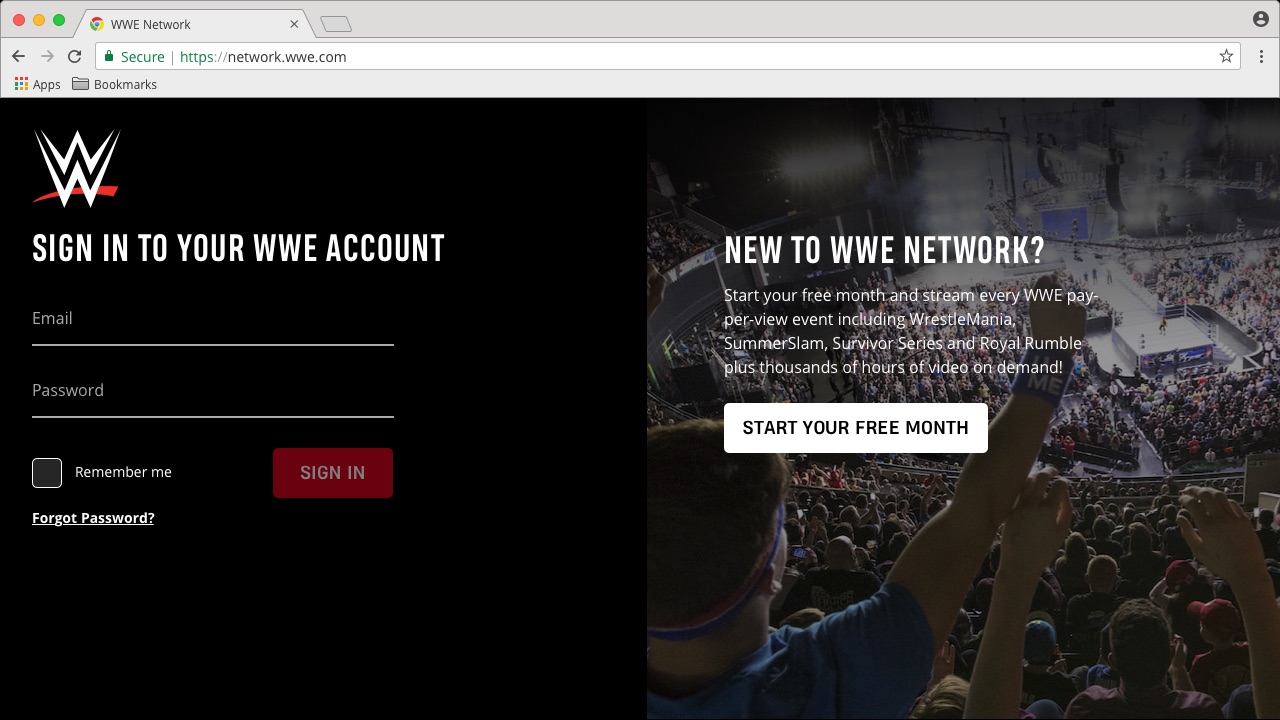 WWE Network
Secure | https://network.wwe.com
Apps Bookmarks
W
SIGN IN TO YOUR WWE ACCOUNT
Email
Password
Remember me
SIGN IN
Forgot Password?
NEW TO WWE NETWORK?
Start your free month and stream every WWE pay-
per-view event including WrestleMania,
SummerSlam, Survivor Series and Royal Rumble
plus thousands of hours of video on demand!
START YOUR FREE MONTH
ME